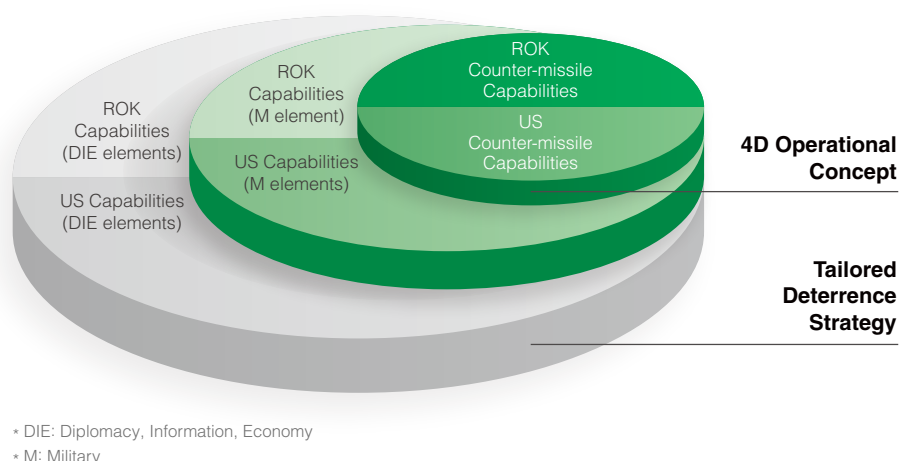 ROK
Counter-missile
Capabilities
US
Counter-missile
Capabilities
ROK
Capabilities
(M element)
US Capabilities
(M elements)
ROK
Capabilities
(DIE elements)
US Capabilities
(DIE elements)
4D Operational
Concept
Tailored
Deterrence
Strategy
* DIE: Diplomacy, Information, Economy
* M: Military